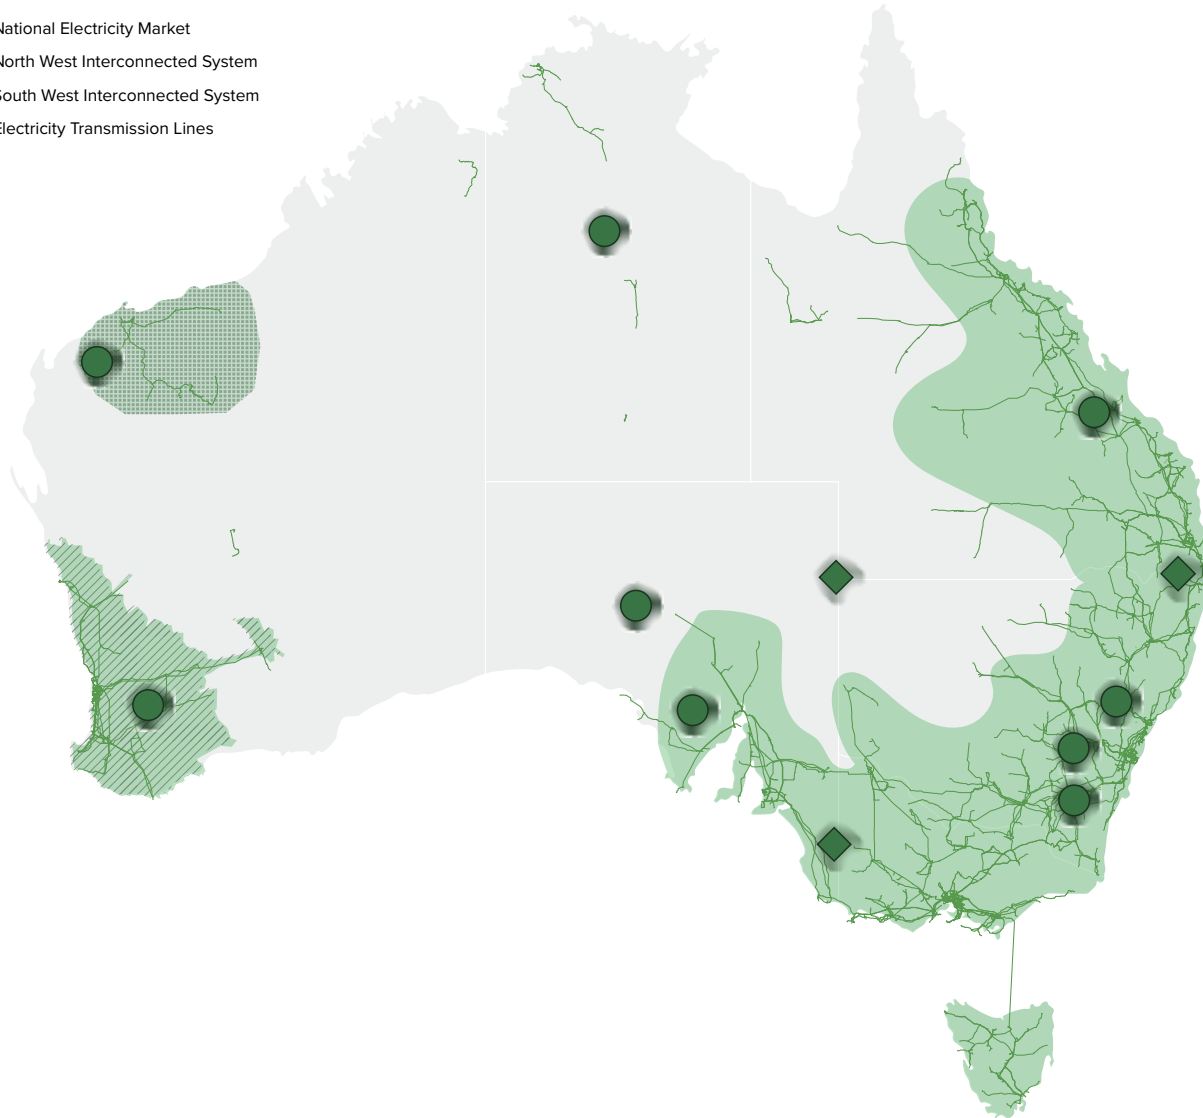 National Electricity Market
North West Interconnected System
South West Interconnected System
Electricity Transmission Lines